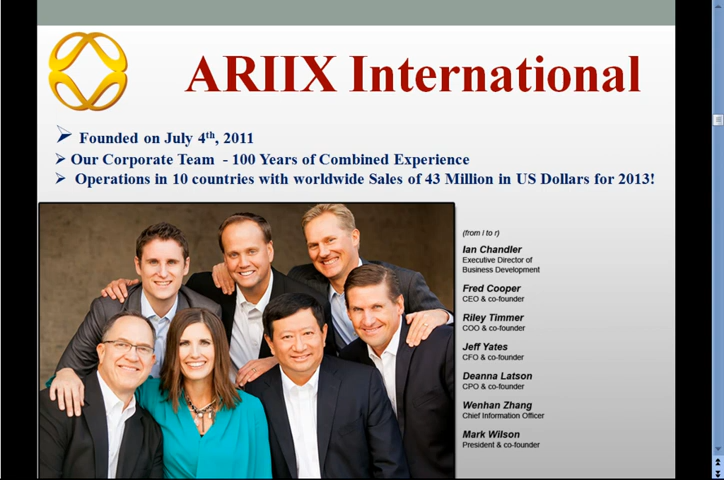 ARIIX International
➢ Founded on July 4th, 2011
➢ Our Corporate Team - 100 Years of Combined Experience
➢ Operations in 10 countries with worldwide Sales of 43 Million in US Dollars for 2013!
(from l to r)
Ian Chandler
Executive Director of
Business Development
Fred Cooper
CEO & co-founder
Riley Timmer
COO & co-founder
Jeff Yates
CFO & co-founder
Deanna Latson
CPO & co-founder
Wenhan Zhang
Chief Information Officer
Mark Wilson
President & co-founder